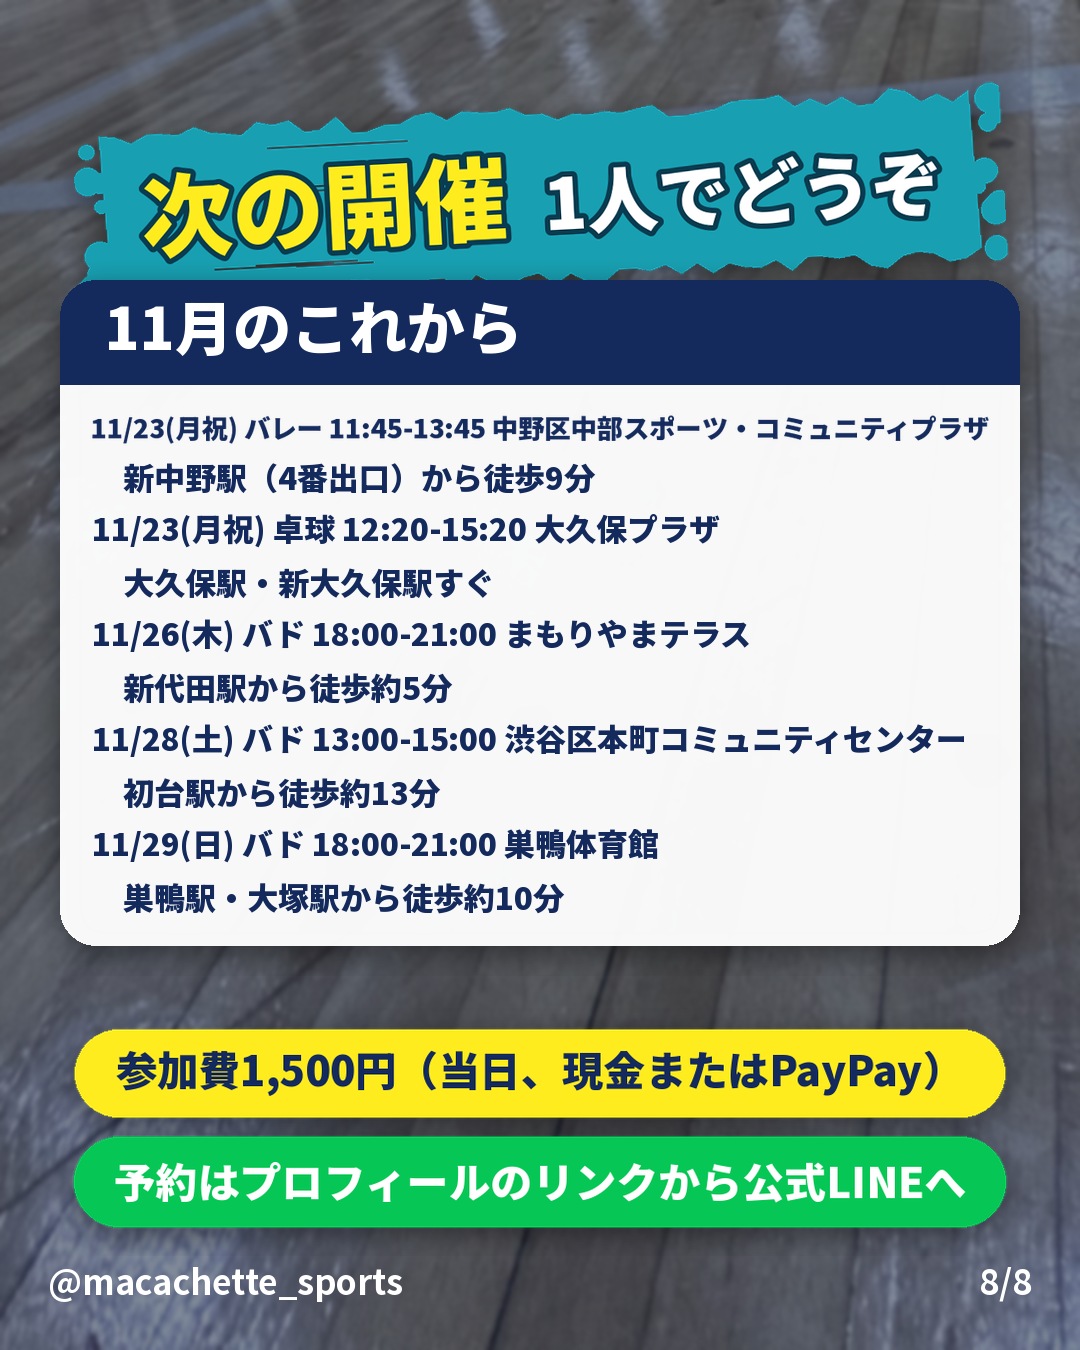 次の開催 1人でどうぞ
11月のこれから
11/23(月祝) バレー 11:45-13:45 中野区中部スポーツ・コミュニティプラザ
新中野駅（4番出口）から徒歩9分
11/23(月祝) 卓球 12:20-15:20 大久保プラザ
大久保駅・新大久保駅すぐ
11/26(木) バド 18:00-21:00 まもりやまテラス
新代田駅から徒歩約5分
11/28(土) バド 13:00-15:00 渋谷区本町コミュニティセンター
初台駅から徒歩約13分
11/29(日) バド 18:00-21:00 巣鴨体育館
巣鴨駅・大塚駅から徒歩約10分
参加費1,500円（当日、現金またはPayPay）
予約はプロフィールのリンクから公式LINEへ
@macachette_sports
8/8